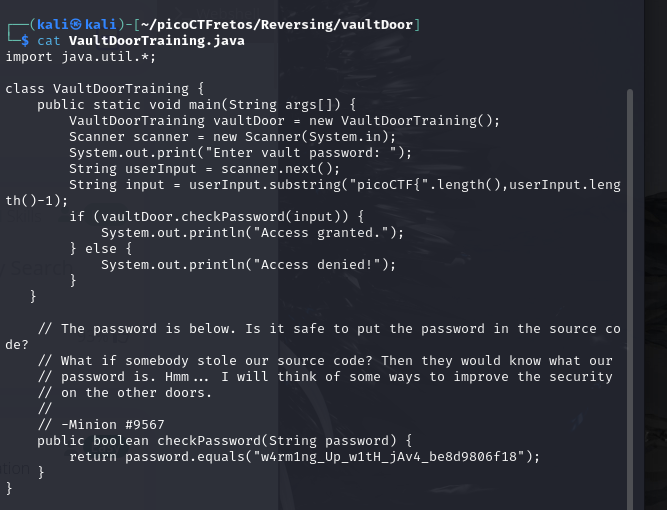 ┌──(kali㉿kali)-[~/picoCTFretos/Reversing/vaultDoor]
└─$ cat VaultDoorTraining.java
import java.util.*;

class VaultDoorTraining {
    public static void main(String args[]) {
        VaultDoorTraining vaultDoor = new VaultDoorTraining();
        Scanner scanner = new Scanner(System.in);
        System.out.print("Enter vault password: ");
        String userInput = scanner.next();
        String input = userInput.substring("picoCTF{".length(),userInput.leng
th()-1);
        if (vaultDoor.checkPassword(input)) {
            System.out.println("Access granted.");
        } else {
            System.out.println("Access denied!");
        }
   }

    // The password is below. Is it safe to put the password in the source co
de?
    // What if somebody stole our source code? Then they would know what our
    // password is. Hmm... I will think of some ways to improve the security
    // on the other doors.
    //
    // -Minion #9567
    public boolean checkPassword(String password) {
        return password.equals("w4rm1ng_Up_w1tH_jAv4_be8d9806f18");
    }
}